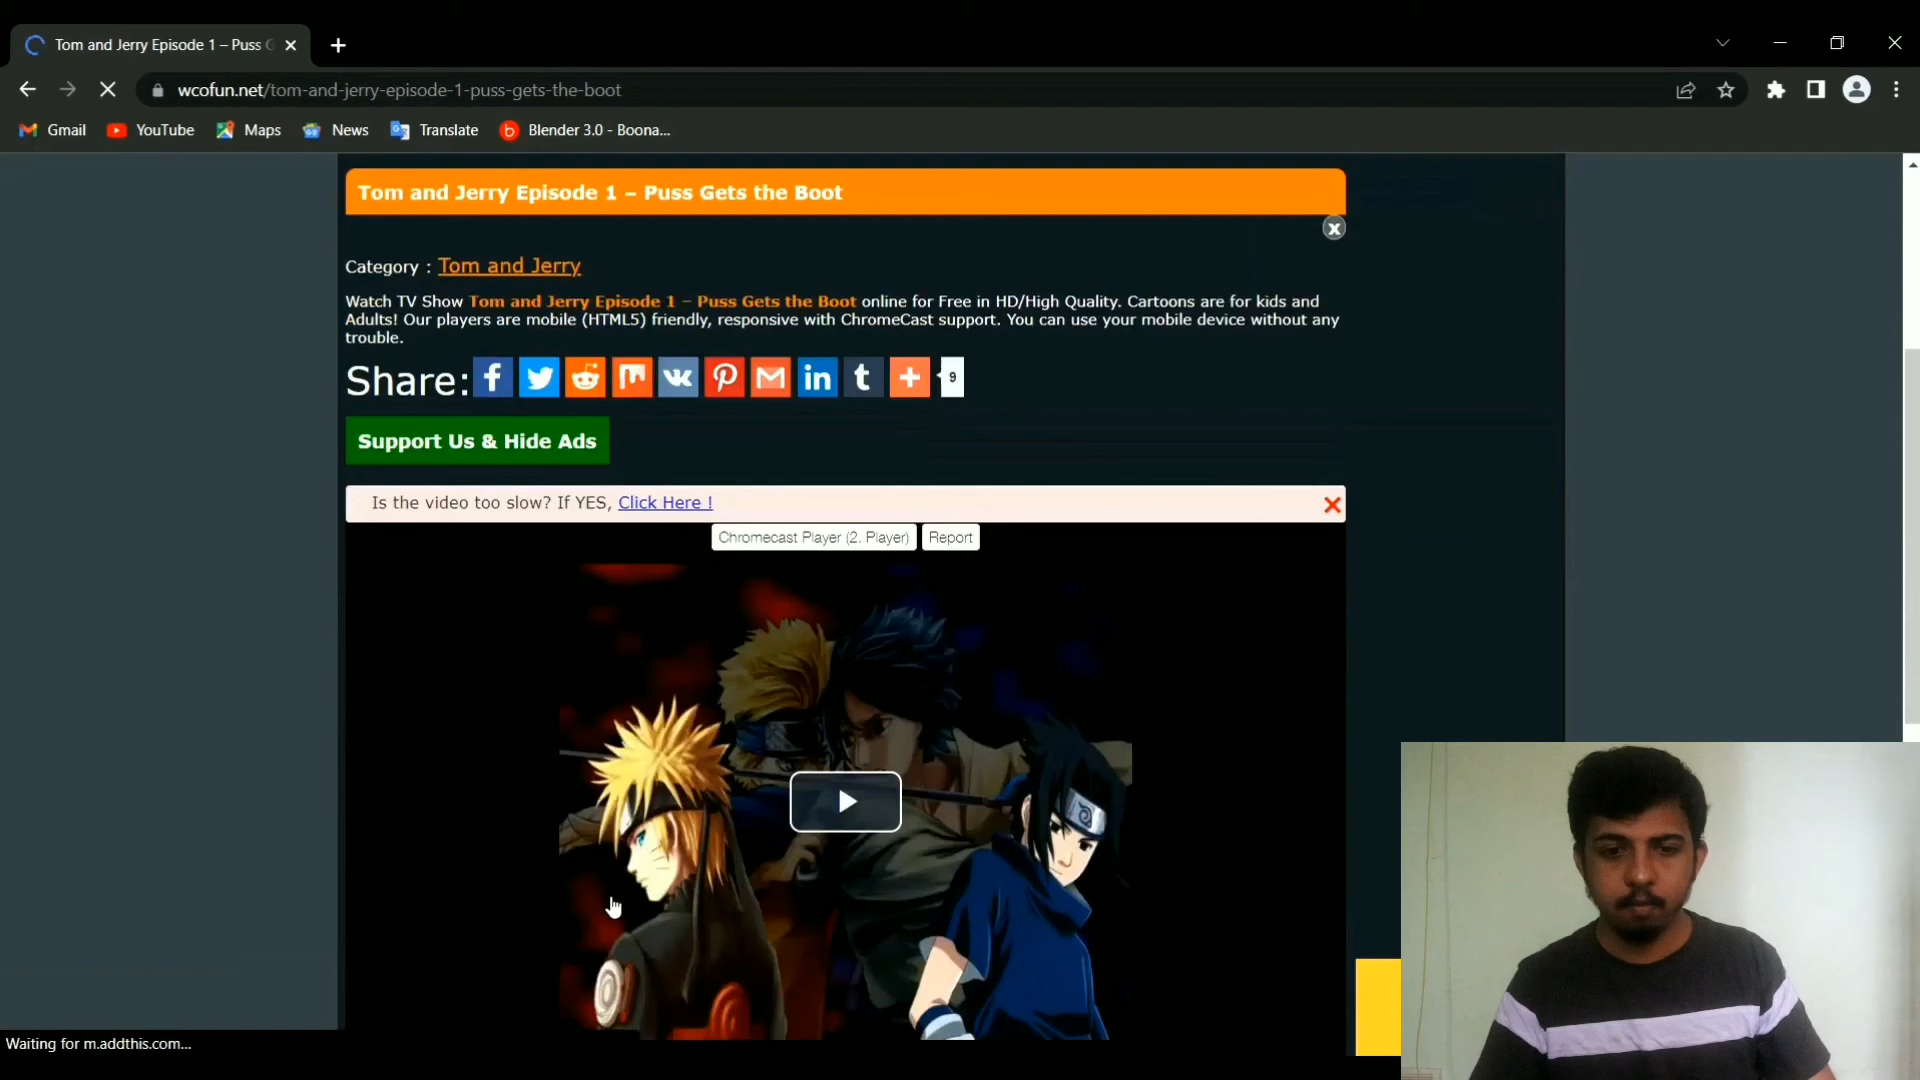 Tom and Jerry Episode 1 – Puss G
wcofun.net/tom-and-jerry-episode-1-puss-gets-the-boot
Gmail
YouTube
Maps
News
Translate
Blender 3.0 - Boona...
Tom and Jerry Episode 1 – Puss Gets the Boot
Category : Tom and Jerry
Watch TV Show Tom and Jerry Episode 1 – Puss Gets the Boot online for Free in HD/High Quality. Cartoons are for kids and
Adults! Our players are mobile (HTML5) friendly, responsive with ChromeCast support. You can use your mobile device without any
trouble.
Share: 9
Support Us & Hide Ads
Is the video too slow? If YES, Click Here !
Chromecast Player (2. Player) Report
Waiting for m.addthis.com...